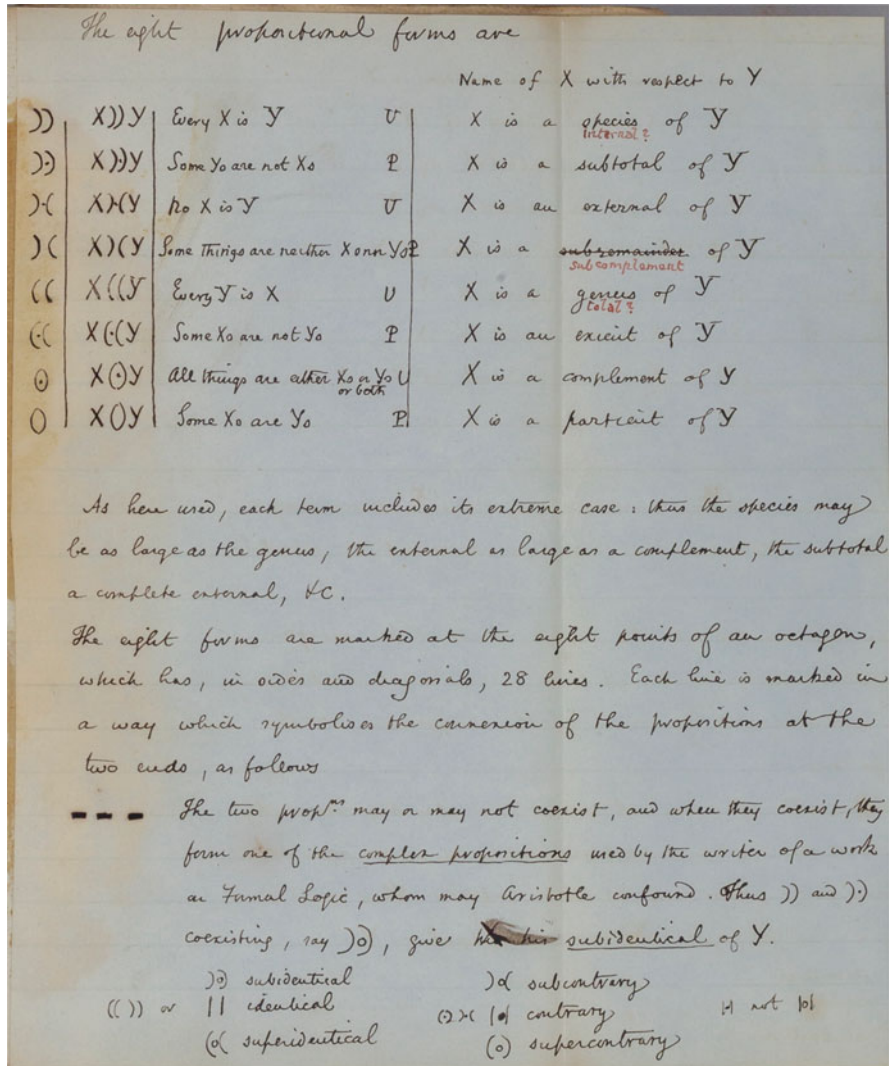 The eight propositional forms are
Name of X with respect to Y
)) X))Y Every X is Y U X is a species of Y
internal?
)·) X)·)Y Some Ys are not Xs P X is a subtotal of Y
)·( X)·(Y No X is Y U X is an external of Y
)( X)(Y Some things are neither Xs nor Ys P X is a subremainder of Y
subcomplement
(( X((Y Every Y is X U X is a genus of Y
total?
(·( X(·(Y Some Xs are not Ys P X is an exient of Y
(·) X(·)Y All things are either Xs or Ys U X is a complement of Y
or both
() X()Y Some Xs are Ys P X is a partient of Y
As here used, each term includes its extreme case: thus the species may
be as large as the genus, the external as large as a complement, the subtotal
a complete external, &c.
The eight forms are marked at the eight points of an octagon,
which has, in sides and diagonals, 28 lines. Each line is marked in
a way which symbolises the connexion of the propositions at the
two ends, as follows
--- The two propns may or may not coexist, and when they coexist, they
form one of the complex propositions used by the writer of a work
on Formal Logic, whom may Aristotle confound. Thus )) and )·)
coexisting, say )o), give his subidentical of Y.
)o) subidentical )o( subcontrary
(( )) or || identical (·) )·( |·| contrary |·| not |o|
(o( superidentical (o) supercontrary